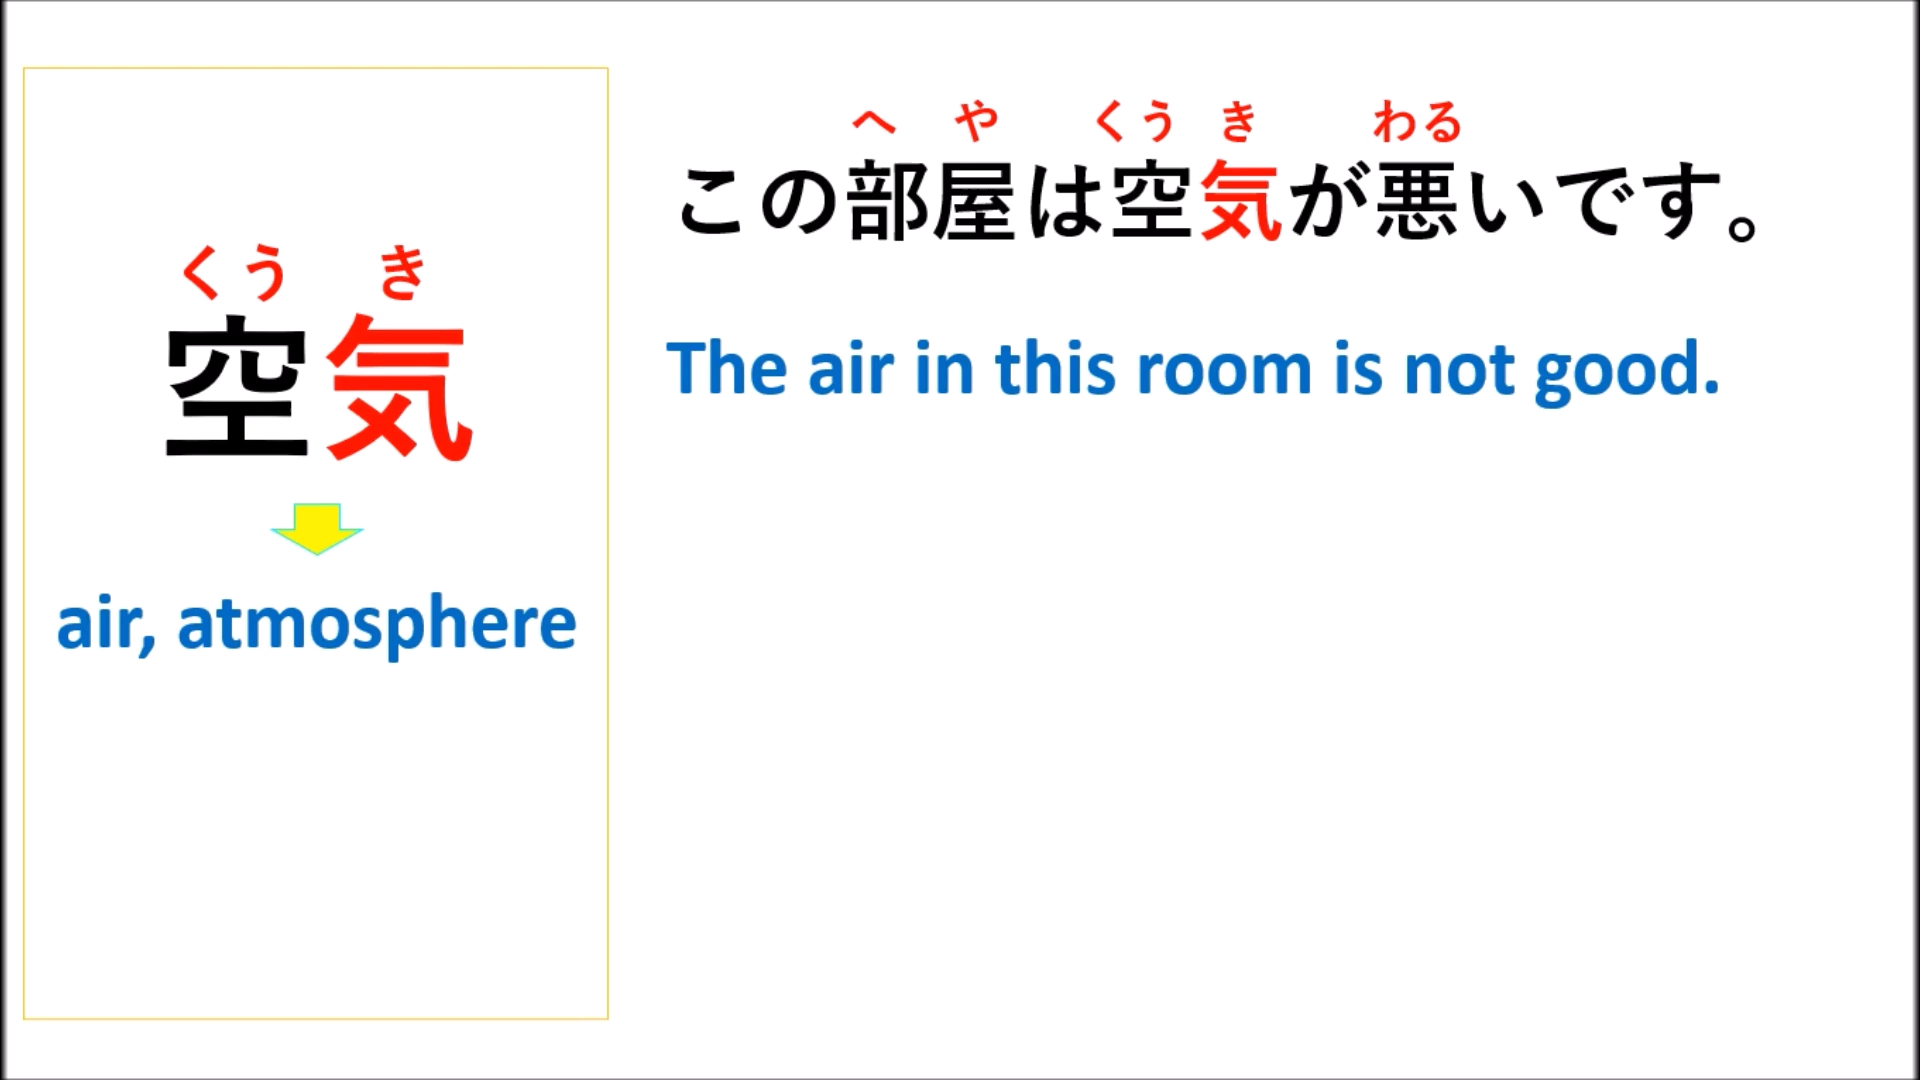 くう き
空気
air, atmosphere
へ や くう き わる
この部屋は空気が悪いです。
The air in this room is not good.